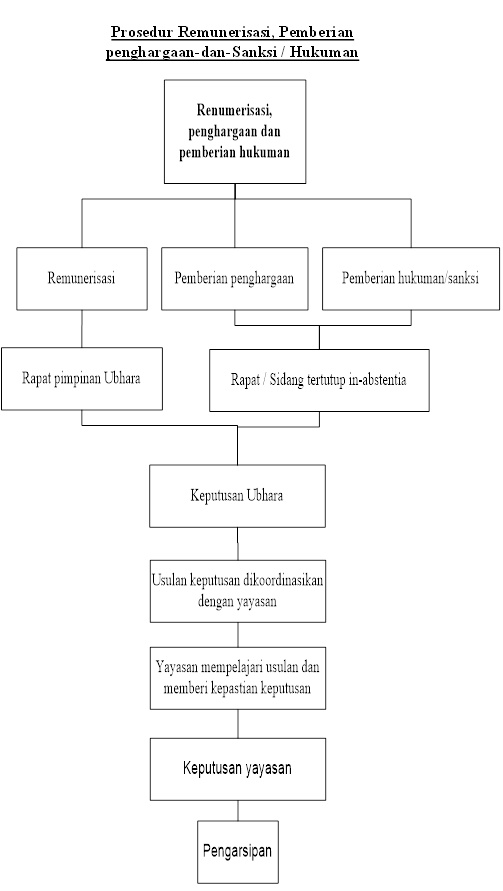 Prosedur Remunerisasi, Pemberian
penghargaan-dan-Sanksi / Hukuman
Renumerisasi,
penghargaan dan
pemberian hukuman
Remunerisasi
Pemberian penghargaan
Pemberian hukuman/sanksi
Rapat pimpinan Ubhara
Rapat / Sidang tertutup in-abstentia
Keputusan Ubhara
Usulan keputusan dikoordinasikan
dengan yayasan
Yayasan mempelajari usulan dan
memberi kepastian keputusan
Keputusan yayasan
Pengarsipan